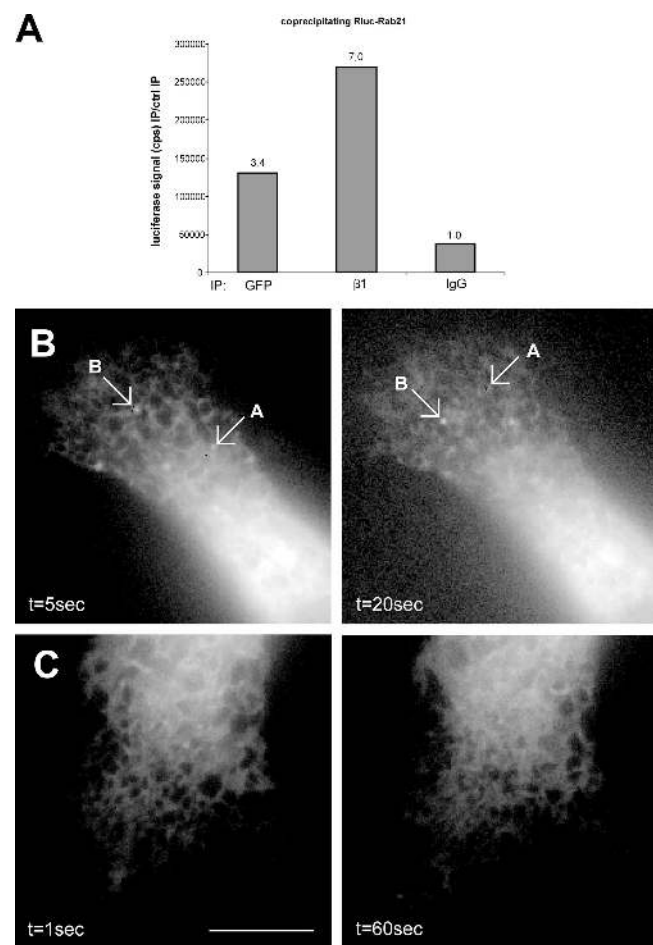 A
coprecipitating Rluc-Rab21
luciferase signal (cps) IP/ctrl IP
300000
250000
200000
150000
100000
50000
0
3.4
7.0
1.0
IP: GFP β1 IgG
B
B
A
t=5sec
A
B
t=20sec
C
t=1sec
t=60sec